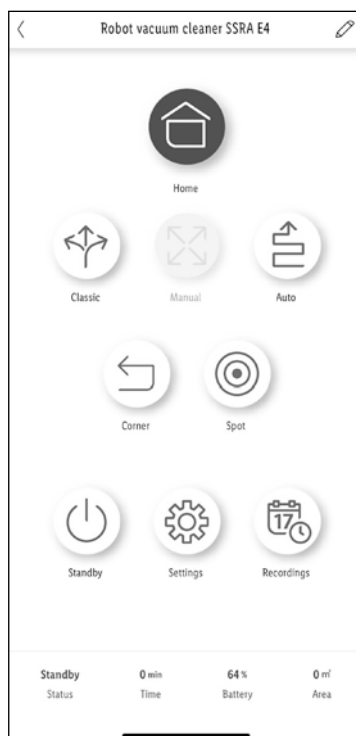 Robot vacuum cleaner SSRA E4
Home
Classic Manual Auto
Corner Spot
17
Standby Settings Recordings
Standby 0 min 64 % 0 ㎡
Status Time Battery Area